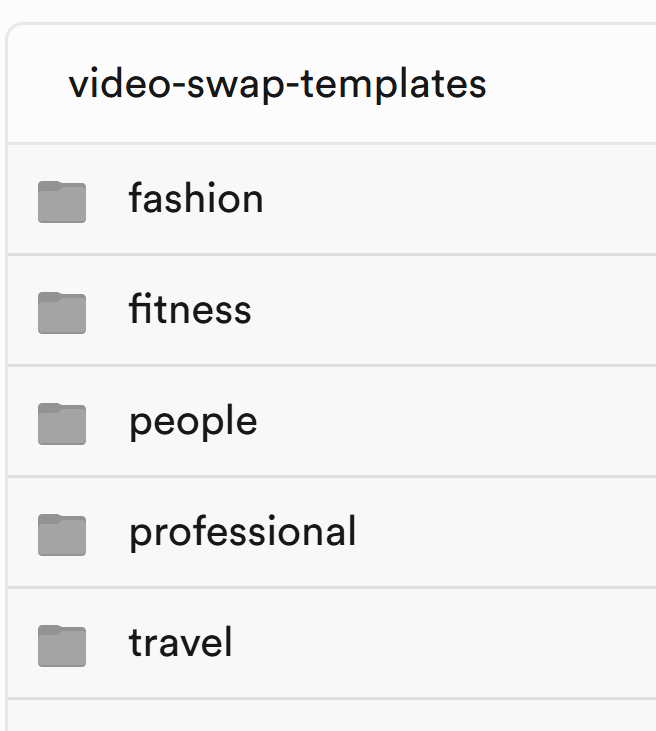 video-swap-templates
fashion
fitness
people
professional
travel